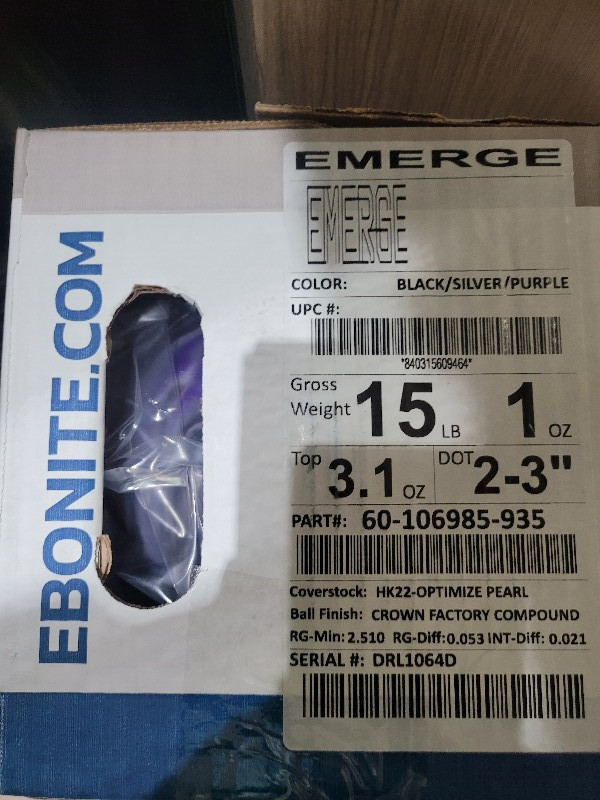 EBONITE.COM
EMERGE
EMERGE
COLOR: BLACK/SILVER/PURPLE
UPC #:
*840315609464*
Gross Weight 15 LB 1 OZ
Top 3.1 OZ DOT 2-3"
PART#: 60-106985-935
Coverstock: HK22-OPTIMIZE PEARL
Ball Finish: CROWN FACTORY COMPOUND
RG-Min: 2.510 RG-Diff:0.053 INT-Diff: 0.021
SERIAL #: DRL1064D